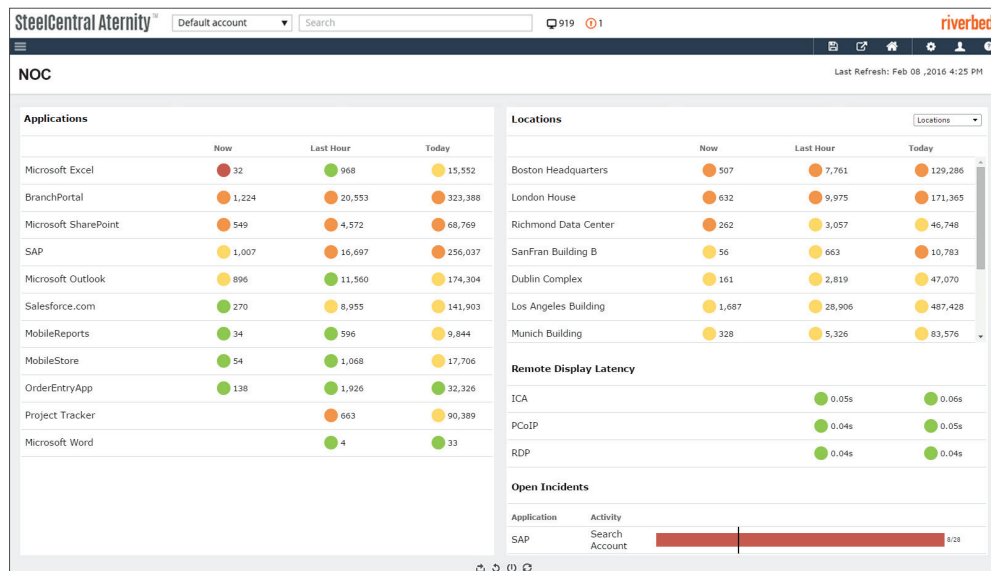 SteelCentral Aternity™ Default account Search 919 1 riverbed
NOC Last Refresh: Feb 08 ,2016 4:25 PM
Applications
Now Last Hour Today
Microsoft Excel 32 968 15,552
BranchPortal 1,224 20,553 323,388
Microsoft SharePoint 549 4,572 68,769
SAP 1,007 16,697 256,037
Microsoft Outlook 896 11,560 174,304
Salesforce.com 270 8,955 141,903
MobileReports 34 596 9,844
MobileStore 54 1,068 17,706
OrderEntryApp 138 1,926 32,326
Project Tracker 663 90,389
Microsoft Word 4 33
Locations Locations
Now Last Hour Today
Boston Headquarters 507 7,761 129,286
London House 632 9,975 171,365
Richmond Data Center 262 3,057 46,748
SanFran Building B 56 663 10,783
Dublin Complex 161 2,819 47,070
Los Angeles Building 1,687 28,906 487,428
Munich Building 328 5,326 83,576
Remote Display Latency
ICA 0.05s 0.06s
PCoIP 0.04s 0.05s
RDP 0.04s 0.04s
Open Incidents
Application Activity
SAP Search Account 8/28